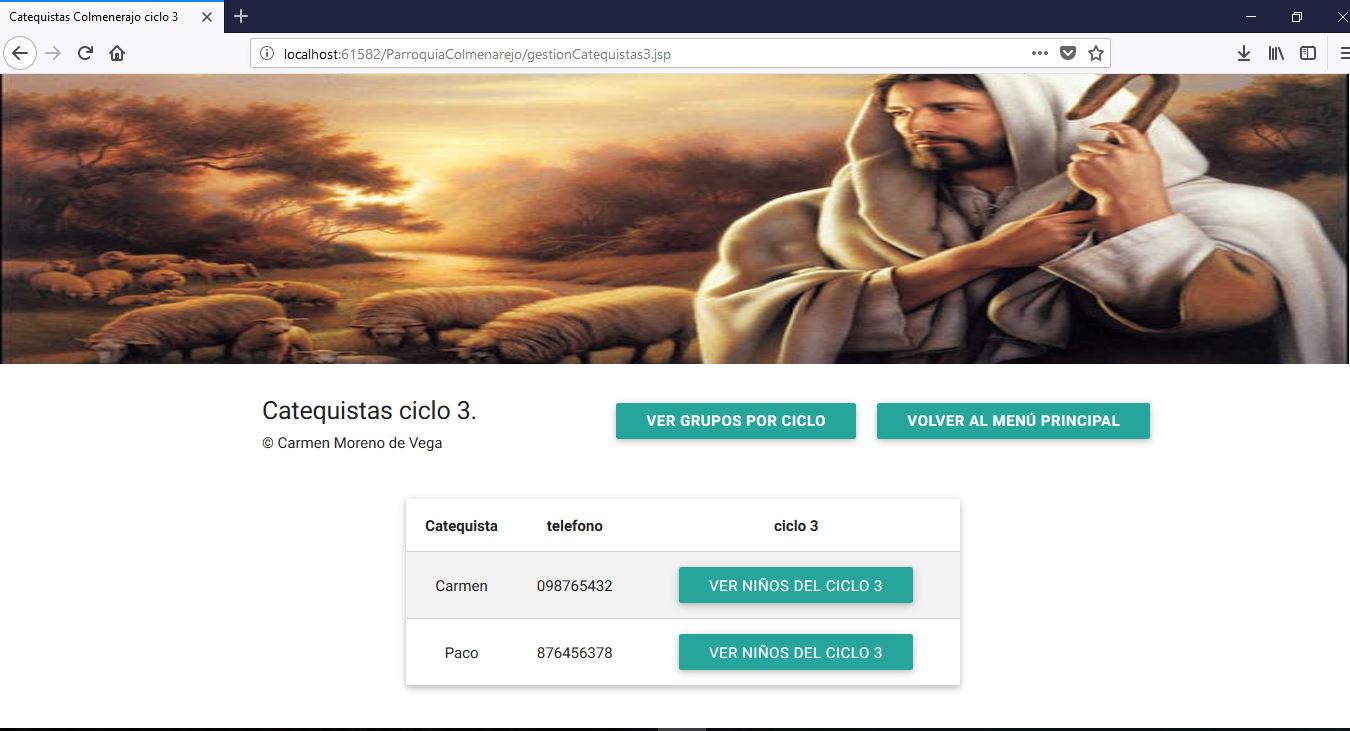 Catequistas Colmenerajo ciclo 3
localhost:61582/ParroquiaColmenarejo/gestionCatequistas3.jsp
Catequistas ciclo 3.
© Carmen Moreno de Vega
VER GRUPOS POR CICLO
VOLVER AL MENÚ PRINCIPAL
Catequista telefono ciclo 3
Carmen 098765432 VER NIÑOS DEL CICLO 3
Paco 876456378 VER NIÑOS DEL CICLO 3